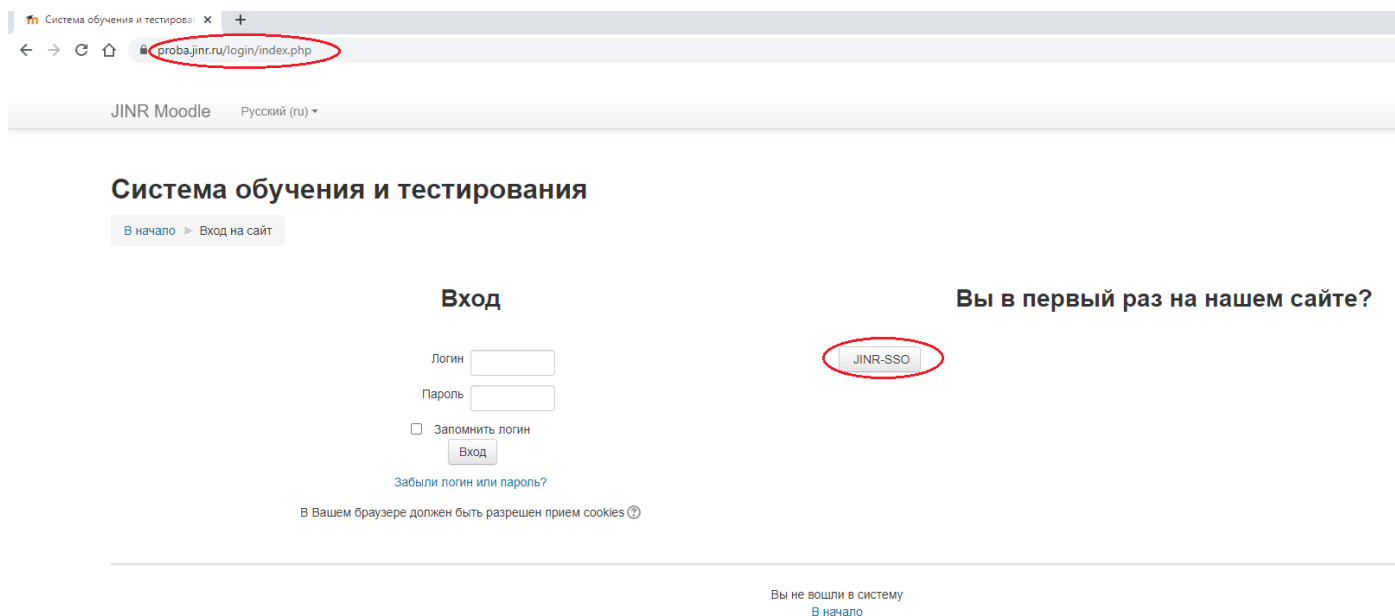 Система обучения и тестирован
proba.jinr.ru/login/index.php
JINR Moodle Русский (ru)
Система обучения и тестирования
В начало ► Вход на сайт
Вход
Логин
Пароль
Запомнить логин
Вход
Забыли логин или пароль?
В Вашем браузере должен быть разрешен прием cookies
Вы в первый раз на нашем сайте?
JINR-SSO
Вы не вошли в систему
В начало